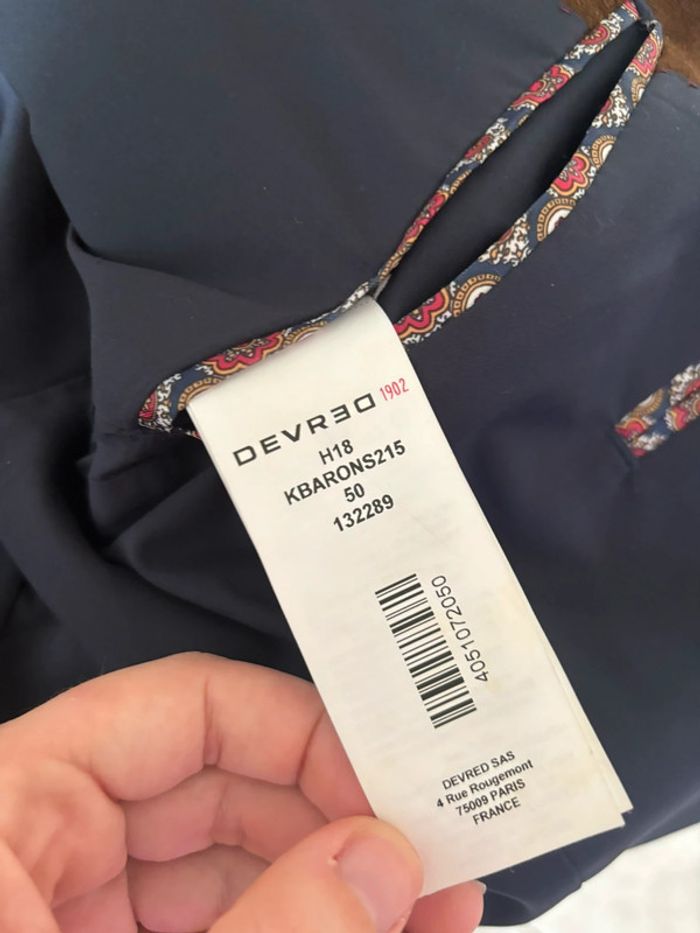 DEVRED 1902
H18
KBARONS215
50
132289
4051072050
DEVRED SAS
4 Rue Rougemont
75009 PARIS
FRANCE